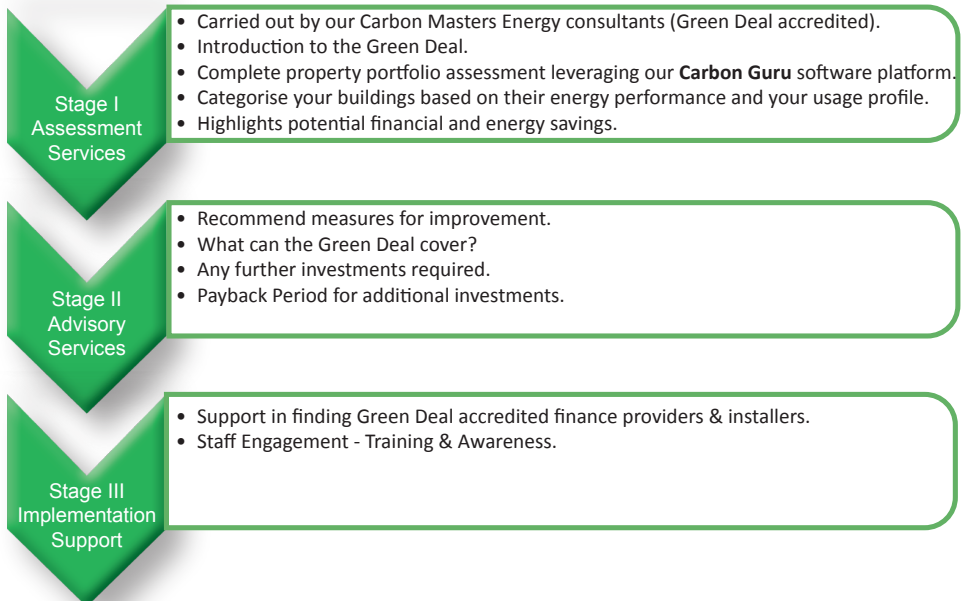 Stage I
Assessment
Services
• Carried out by our Carbon Masters Energy consultants (Green Deal accredited).
• Introduction to the Green Deal.
• Complete property portfolio assessment leveraging our Carbon Guru software platform.
• Categorise your buildings based on their energy performance and your usage profile.
• Highlights potential financial and energy savings.
Stage II
Advisory
Services
• Recommend measures for improvement.
• What can the Green Deal cover?
• Any further investments required.
• Payback Period for additional investments.
Stage III
Implementation
Support
• Support in finding Green Deal accredited finance providers & installers.
• Staff Engagement - Training & Awareness.